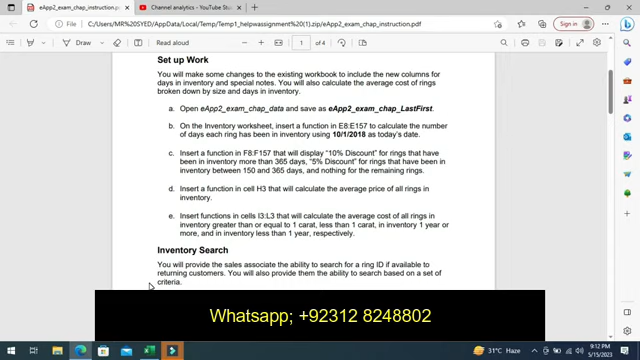 eApp2_exam_chap_instruction.pdf
Channel analytics - YouTube Stu
File | C:/Users/MR%20SYED/AppData/Local/Temp/Temp1_helpwassignment%20(1).zip/eApp2_exam_chap_instruction.pdf
Sign in
Draw
Read aloud
1 of 4
Set up Work
You will make some changes to the existing workbook to include the new columns for
days in inventory and special notes. You will also calculate the average cost of rings
broken down by size and days in inventory.
a. Open eApp2_exam_chap_data and save as eApp2_exam_chap_LastFirst.
b. On the Inventory worksheet, insert a function in E8:E157 to calculate the number
of days each ring has been in inventory using 10/1/2018 as today's date.
c. Insert a function in F8:F157 that will display "10% Discount" for rings that have
been in inventory more than 365 days, "5% Discount" for rings that have been in
inventory between 150 and 365 days, and nothing for the remaining rings.
d. Insert a function in cell H3 that will calculate the average price of all rings in
inventory.
e. Insert functions in cells I3:L3 that will calculate the average cost of all rings in
inventory greater than or equal to 1 carat, less than 1 carat, in inventory 1 year or
more, and in inventory less than 1 year, respectively.
Inventory Search
You will provide the sales associate the ability to search for a ring ID if available to
returning customers. You will also provide them the ability to search based on a set of
criteria.
Whatsapp; +92312 8248802
31°C Haze
9:12 PM
5/15/2023